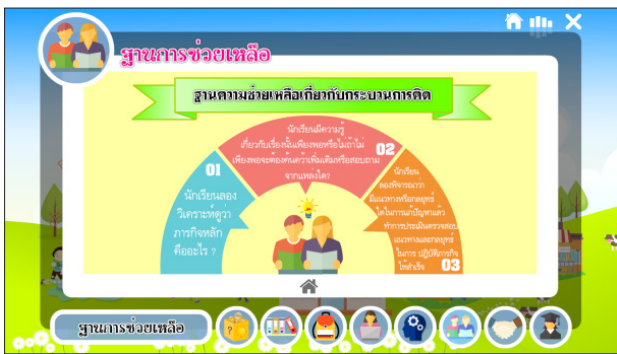 ฐานการช่วยเหลือ
ฐานความช่วยเหลือเกี่ยวกับกระบวนการคิด
01
นักเรียนลอง
วิเคราะห์ดูว่า
ภารกิจหลัก
คืออะไร ?
นักเรียนมีความรู้
เกี่ยวกับเรื่องนั้นเพียงพอหรือไม่ถ้าไม่
เพียงพอจะต้องค้นคว้าเพิ่มเติมหรือสอบถาม
จากแหล่งใด?
02
นักเรียน
ลองพิจารณาว่า
มีแนวทางหรือกลยุทธ์
ใดในการแก้ปัญหาแล้ว
ทำการประเมินตรวจสอบ
แนวทางและกลยุทธ์
ในการ ปฏิบัติภารกิจ
ให้สำเร็จ
03
ฐานการช่วยเหลือ